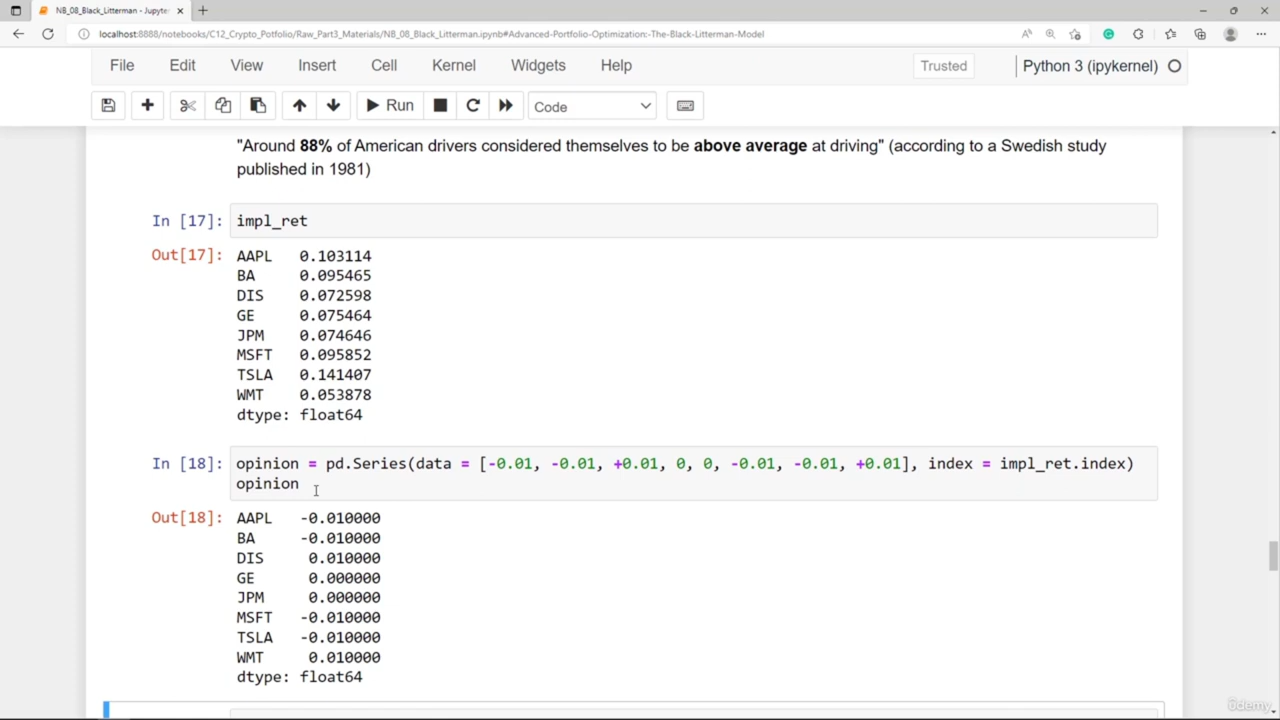 NB_08_Black_Litterman - Jupyter
localhost:8888/notebooks/C12_Crypto_Potfolio/Raw_Part3_Materials/NB_08_Black_Litterman.ipynb#Advanced-Portfolio-Optimization:-The-Black-Litterman-Model
File Edit View Insert Cell Kernel Widgets Help Trusted Python 3 (ipykernel)
Run Code
"Around 88% of American drivers considered themselves to be above average at driving" (according to a Swedish study
published in 1981)
In [17]: impl_ret
Out[17]: AAPL 0.103114
BA 0.095465
DIS 0.072598
GE 0.075464
JPM 0.074646
MSFT 0.095852
TSLA 0.141407
WMT 0.053878
dtype: float64
In [18]: opinion = pd.Series(data = [-0.01, -0.01, +0.01, 0, 0, -0.01, -0.01, +0.01], index = impl_ret.index)
opinion
Out[18]: AAPL -0.010000
BA -0.010000
DIS 0.010000
GE 0.000000
JPM 0.000000
MSFT -0.010000
TSLA -0.010000
WMT 0.010000
dtype: float64
ûdemy